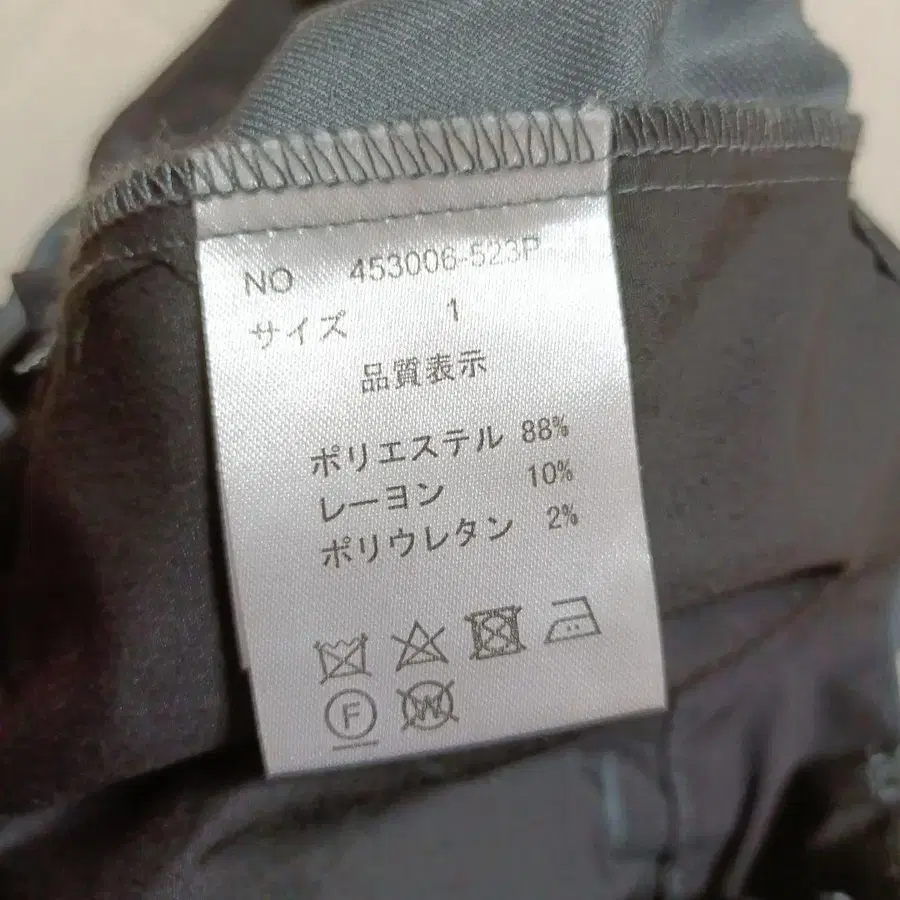 NO 453006-523P
サイズ 1
品質表示
ポリエステル 88%
レーヨン 10%
ポリウレタン 2%
F W